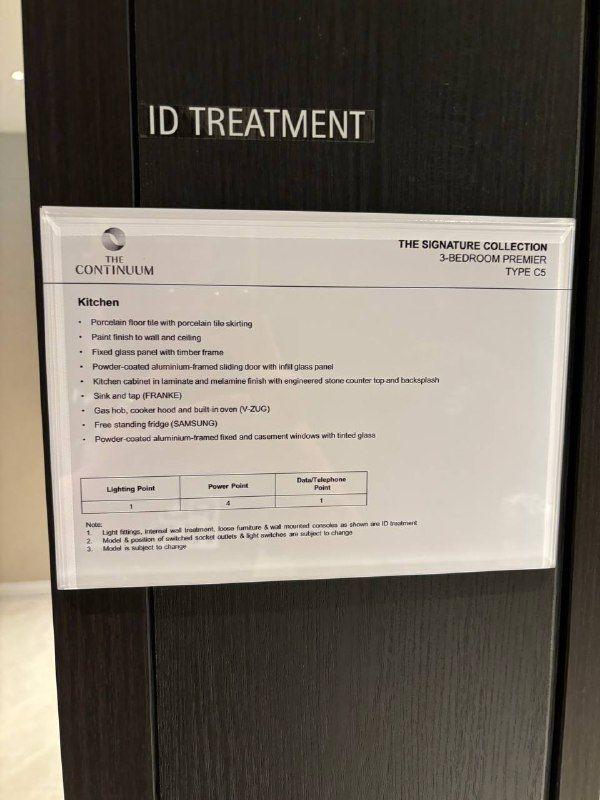 ID TREATMENT
THE
CONTINUUM
THE SIGNATURE COLLECTION
3-BEDROOM PREMIER
TYPE C5
Kitchen
• Porcelain floor tile with porcelain tile skirting
• Paint finish to wall and ceiling
• Fixed glass panel with timber frame
• Powder-coated aluminium-framed sliding door with infill glass panel
• Kitchen cabinet in laminate and melamine finish with engineered stone counter top and backsplash
• Sink and tap (FRANKE)
• Gas hob, cooker hood and built-in oven (V-ZUG)
• Free standing fridge (SAMSUNG)
• Powder-coated aluminium-framed fixed and casement windows with tinted glass
Lighting Point Power Point Data/Telephone Point
1 4 1
Note:
1. Light fittings, internal wall treatment, loose furniture & wall mounted consoles as shown are ID treatment
2. Model & position of switched socket outlets & light switches are subject to change
3. Model is subject to change